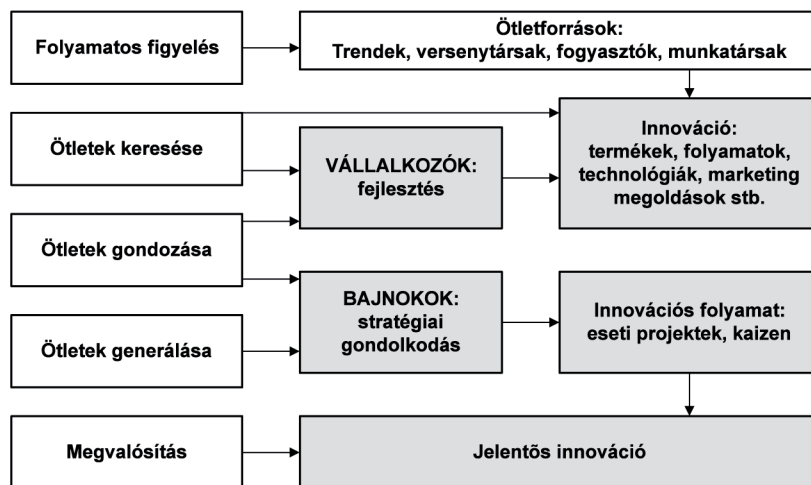 Folyamatos figyelés
Ötletforrások:
Trendek, versenytársak, fogyasztók, munkatársak
Ötletek keresése
VÁLLALKOZÓK:
fejlesztés
Innováció:
termékek, folyamatok,
technológiák, marketing
megoldások stb.
Ötletek gondozása
Ötletek generálása
BAJNOKOK:
stratégiai
gondolkodás
Innovációs folyamat:
eseti projektek, kaizen
Megvalósítás
Jelentõs innováció